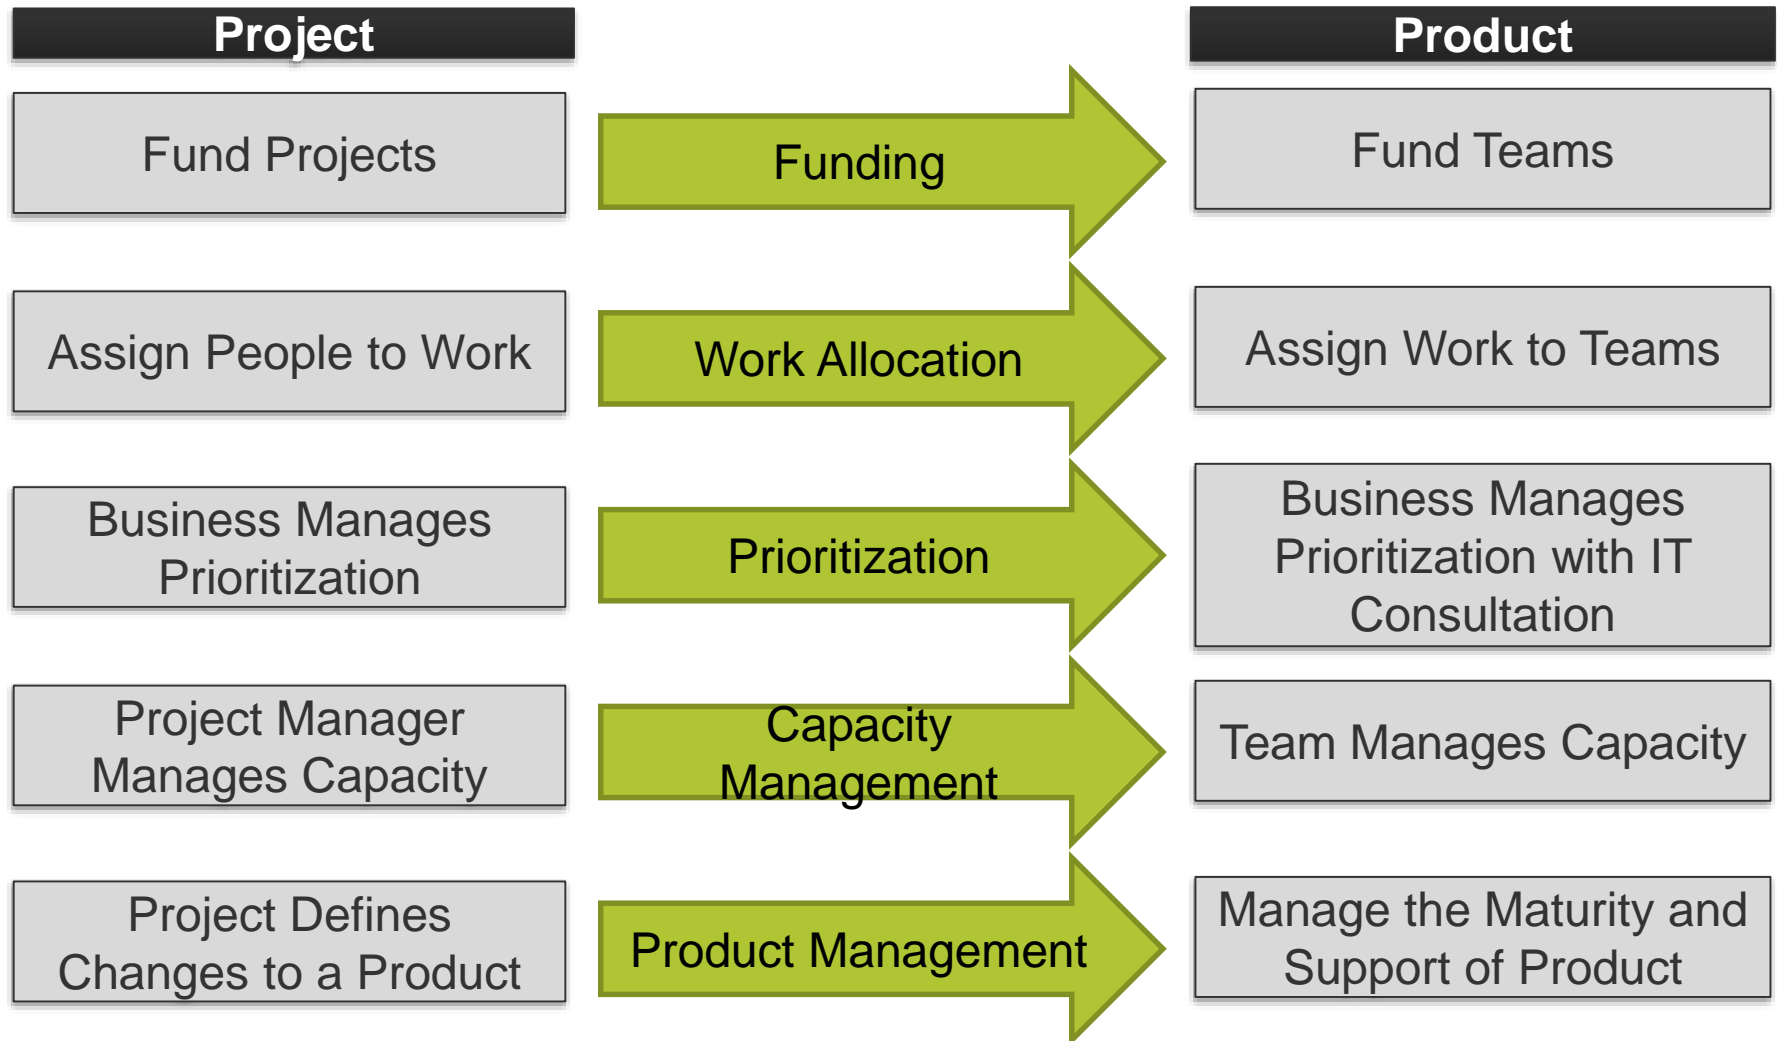 Project
Product
Fund Projects
Funding
Fund Teams
Assign People to Work
Work Allocation
Assign Work to Teams
Business Manages
Prioritization
Prioritization
Business Manages
Prioritization with IT
Consultation
Project Manager
Manages Capacity
Capacity
Management
Team Manages Capacity
Project Defines
Changes to a Product
Product Management
Manage the Maturity and
Support of Product